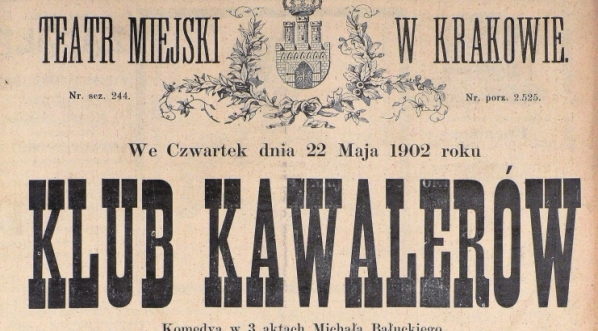 TEATR MIEJSKI W KRAKOWIE.
Nr. sez. 244. Nr. porz. 2.525.
We Czwartek dnia 22 Maja 1902 roku
KLUB KAWALERÓW
Komedya w 3 aktach Michała Bałuckiego.